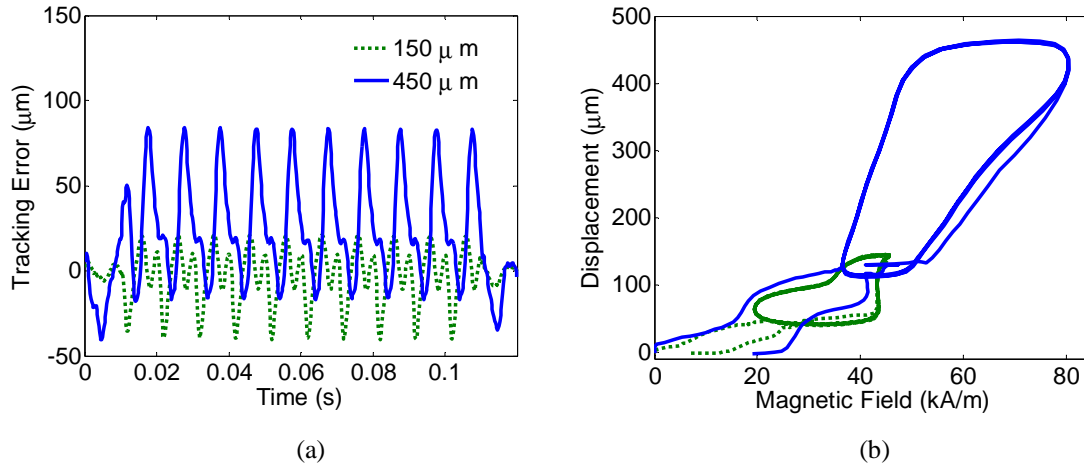 150
100
50
0
-50
Tracking Error (μm)
150 μ m
450 μ m
0 0.02 0.04 0.06 0.08 0.1
Time (s)
(a)
500
400
300
200
100
0
Displacement (μm)
0 20 40 60 80
Magnetic Field (kA/m)
(b)